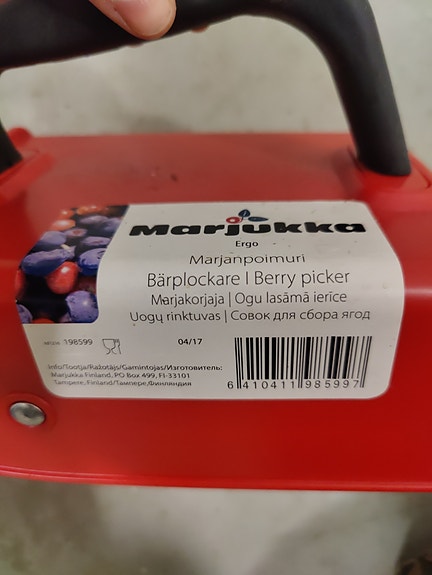 Marjukka
Ergo
Marjanpoimuri
Bärplockare | Berry picker
Marjakorjaja | Ogu lasāmā ierīce
Uogų rinktuvas | Совок для сбора ягод
198599
04/17
Info/Tootja/Ražotājs/Gamintojas/Изготовитель:
Marjukka Finland, PO Box 499, FI-33101
Tampere, Finland/Тампере, Финляндия
6 410411 985997